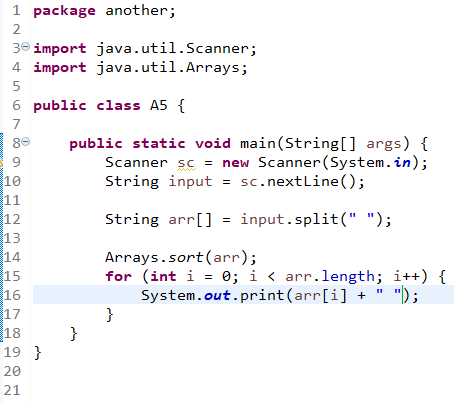 1 package another;
2
3 import java.util.Scanner;
4 import java.util.Arrays;
5
6 public class A5 {
7
8     public static void main(String[] args) {
9         Scanner sc = new Scanner(System.in);
10         String input = sc.nextLine();
11
12         String arr[] = input.split(" ");
13
14         Arrays.sort(arr);
15         for (int i = 0; i < arr.length; i++) {
16             System.out.print(arr[i] + " ");
17         }
18     }
19 }
20
21